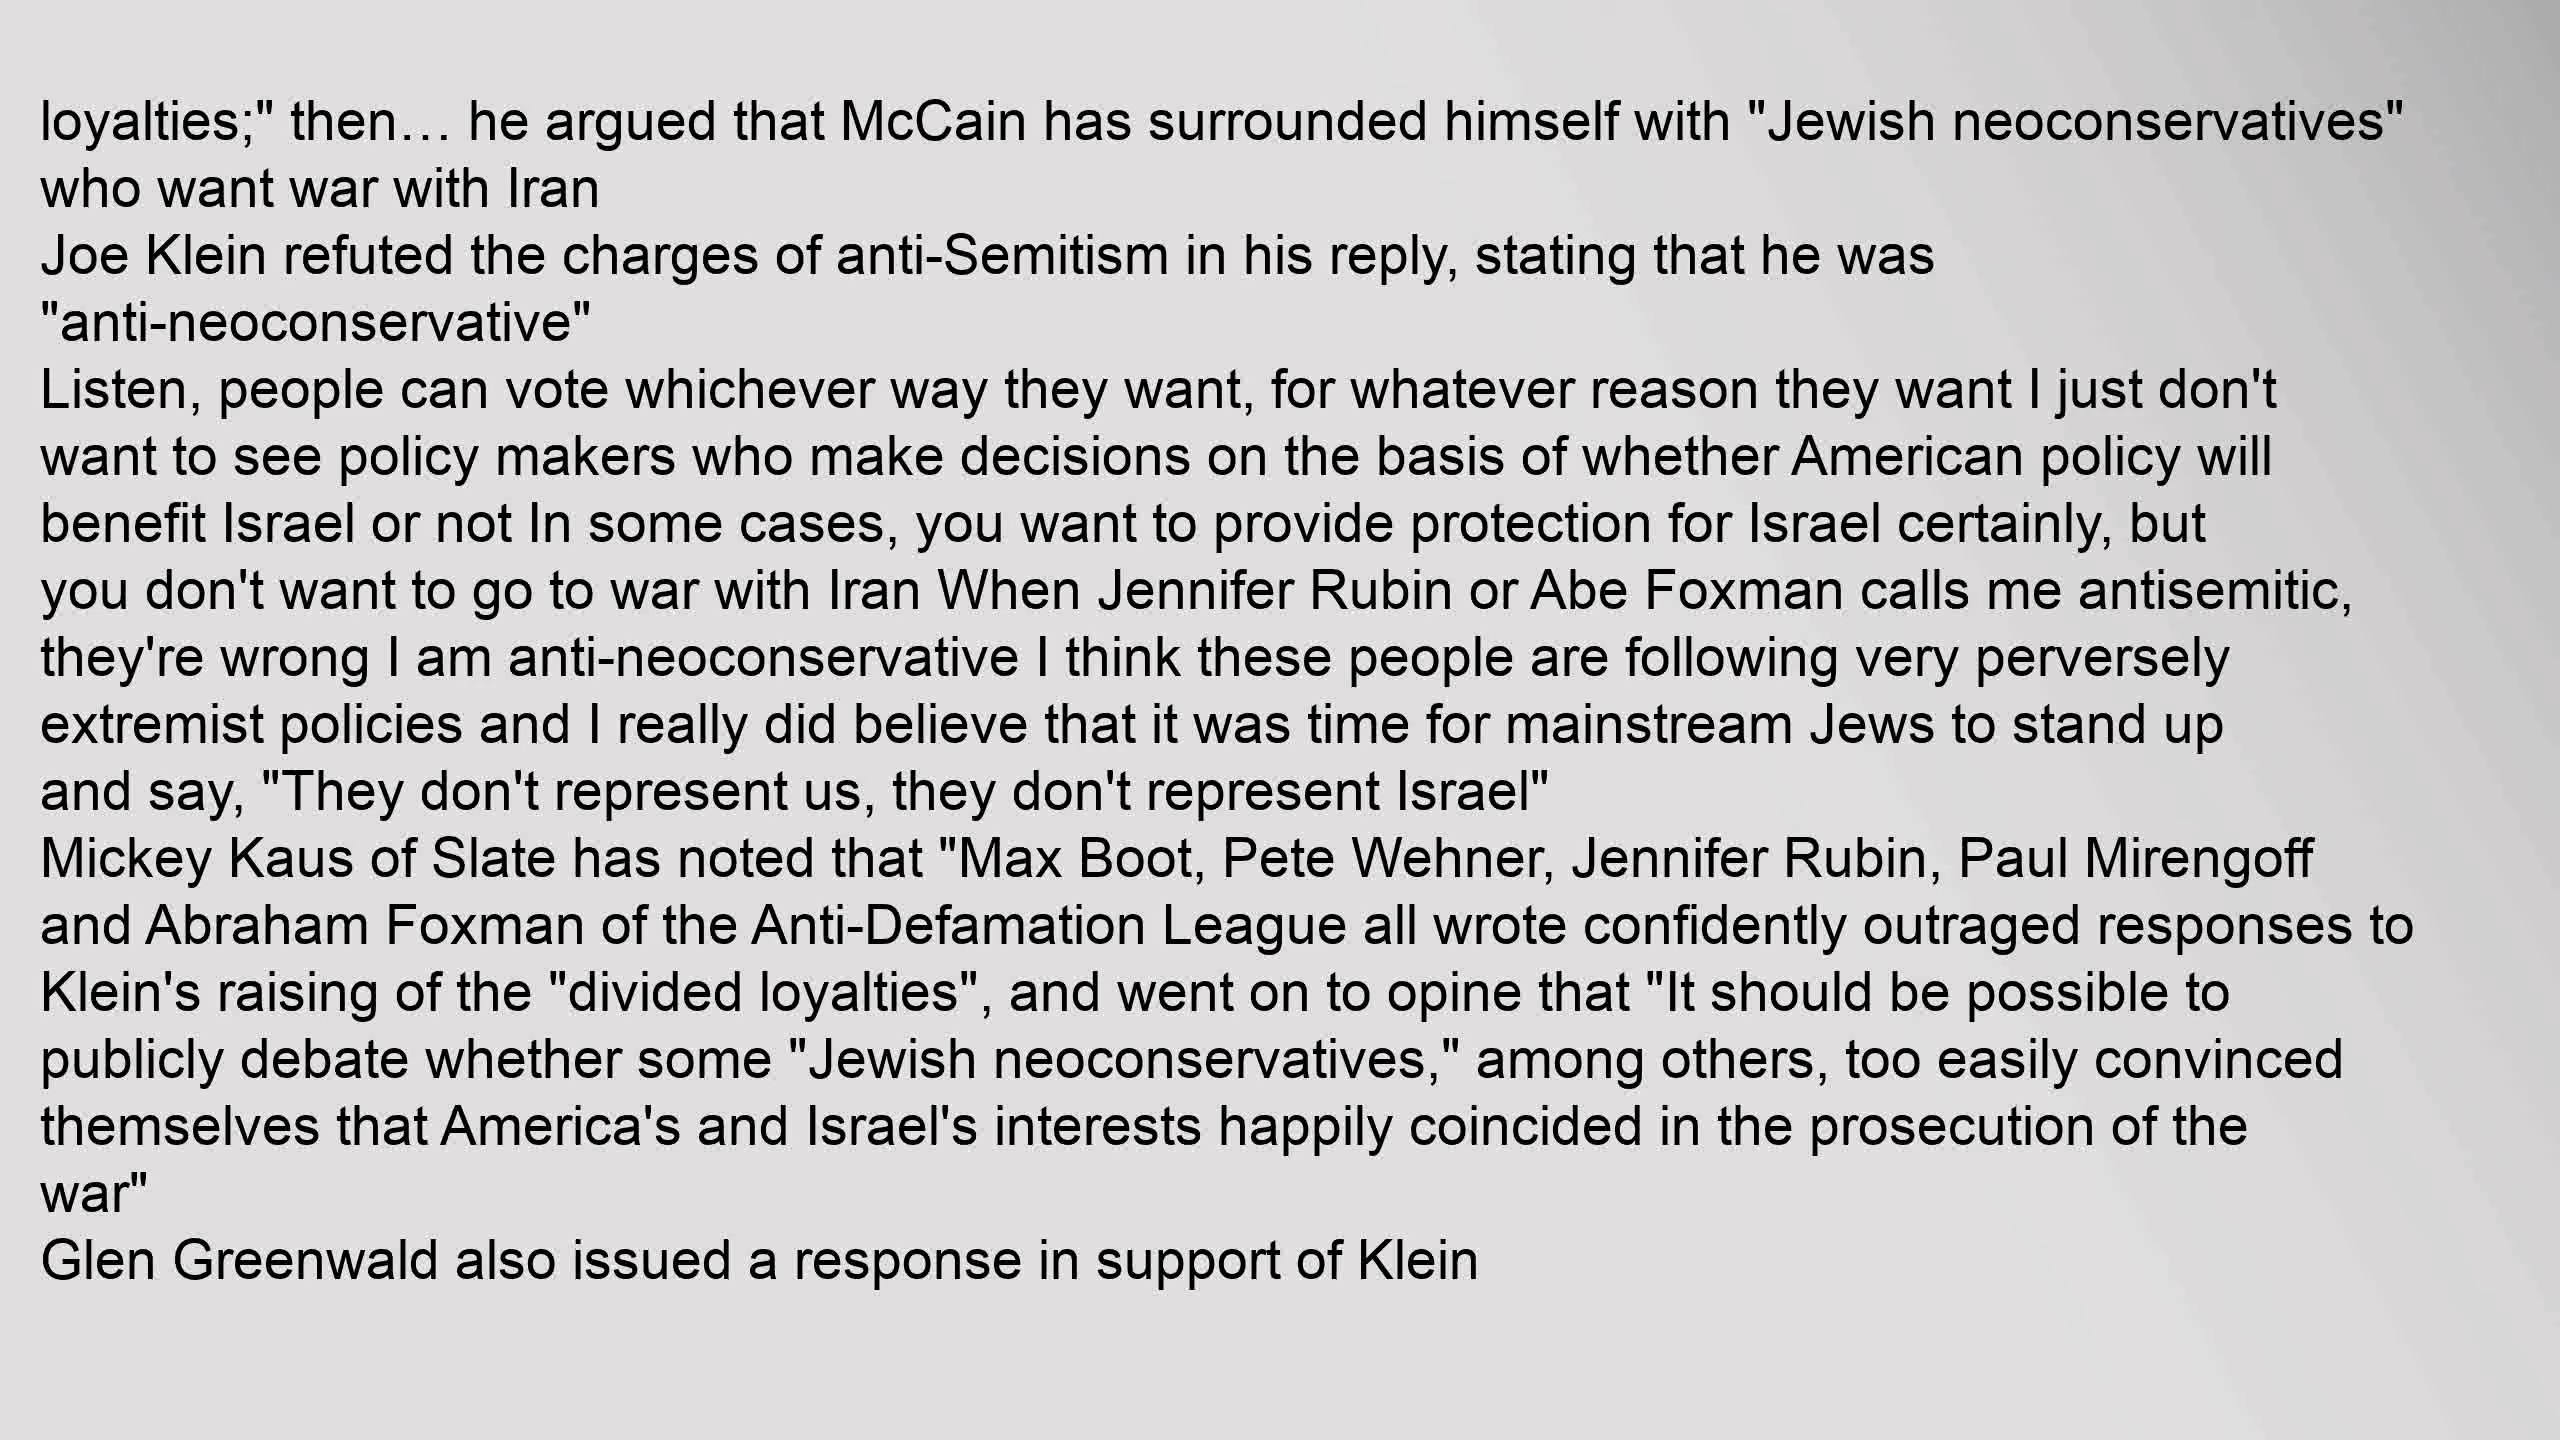 loyalties;" then… he argued that McCain has surrounded himself with "Jewish neoconservatives"
who want war with Iran
Joe Klein refuted the charges of anti-Semitism in his reply, stating that he was
"anti-neoconservative"
Listen, people can vote whichever way they want, for whatever reason they want I just don't
want to see policy makers who make decisions on the basis of whether American policy will
benefit Israel or not In some cases, you want to provide protection for Israel certainly, but
you don't want to go to war with Iran When Jennifer Rubin or Abe Foxman calls me antisemitic,
they're wrong I am anti-neoconservative I think these people are following very perversely
extremist policies and I really did believe that it was time for mainstream Jews to stand up
and say, "They don't represent us, they don't represent Israel"
Mickey Kaus of Slate has noted that "Max Boot, Pete Wehner, Jennifer Rubin, Paul Mirengoff
and Abraham Foxman of the Anti-Defamation League all wrote confidently outraged responses to
Klein's raising of the "divided loyalties", and went on to opine that "It should be possible to
publicly debate whether some "Jewish neoconservatives," among others, too easily convinced
themselves that America's and Israel's interests happily coincided in the prosecution of the
war"
Glen Greenwald also issued a response in support of Klein